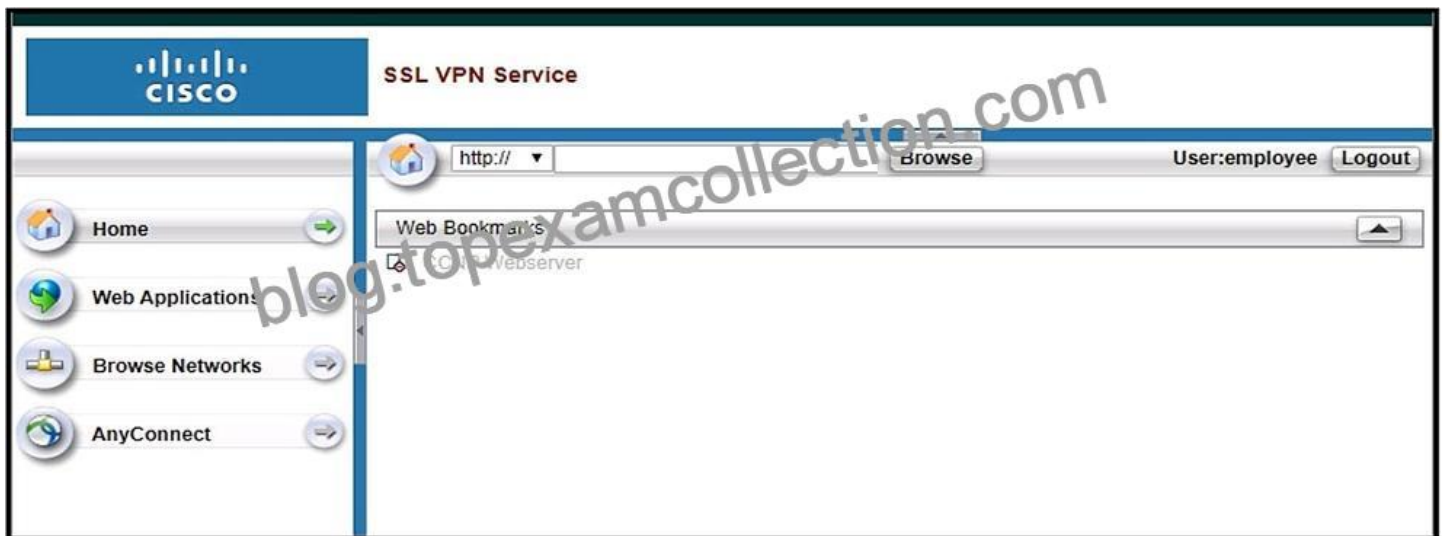 CISCO
SSL VPN Service
http://
Browse
User:employee
Logout
Home
Web Applications
Browse Networks
AnyConnect
Web Bookmarks
Webserver
blog.topexamcollection.com